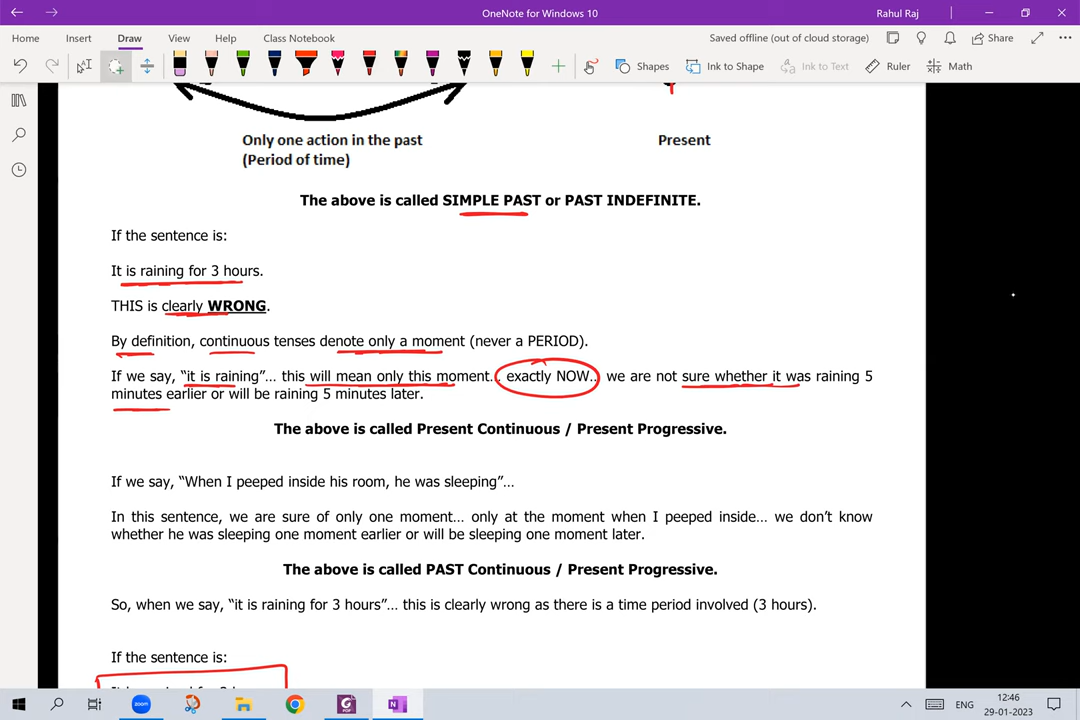 OneNote for Windows 10
Rahul Raj
Home Insert Draw View Help Class Notebook
Saved offline (out of cloud storage)
Share
Shapes
Ink to Shape
Ink to Text
Ruler
Math
Only one action in the past
(Period of time)
Present
The above is called SIMPLE PAST or PAST INDEFINITE.
If the sentence is:
It is raining for 3 hours.
THIS is clearly WRONG.
By definition, continuous tenses denote only a moment (never a PERIOD).
If we say, “it is raining”… this will mean only this moment… exactly NOW… we are not sure whether it was raining 5
minutes earlier or will be raining 5 minutes later.
The above is called Present Continuous / Present Progressive.
If we say, “When I peeped inside his room, he was sleeping”…
In this sentence, we are sure of only one moment… only at the moment when I peeped inside… we don’t know
whether he was sleeping one moment earlier or will be sleeping one moment later.
The above is called PAST Continuous / Present Progressive.
So, when we say, “it is raining for 3 hours”… this is clearly wrong as there is a time period involved (3 hours).
If the sentence is:
zoom
PDF
ENG
12:46
29-01-2023